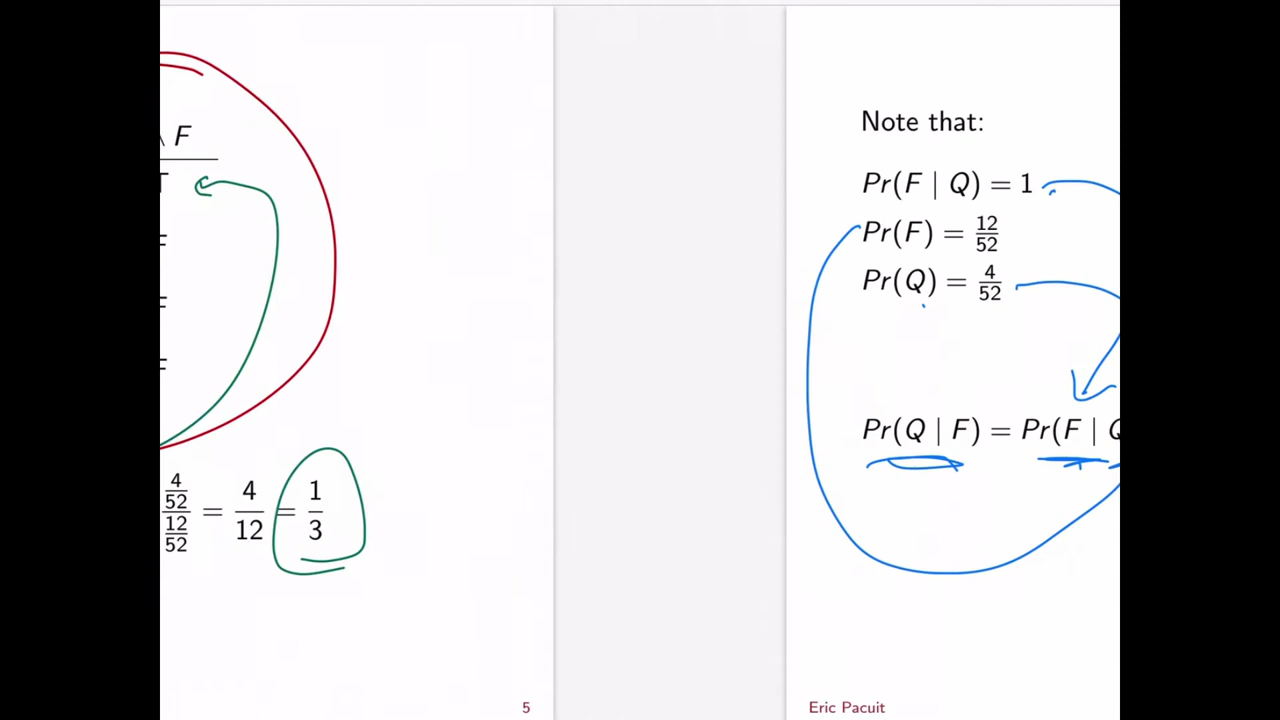 ∧ F
T
F
F
F
4/52 / 12/52 = 4/12 = 1/3
5
Note that:
Pr(F | Q) = 1
Pr(F) = 12/52
Pr(Q) = 4/52
Pr(Q | F) = Pr(F | Q
Eric Pacuit